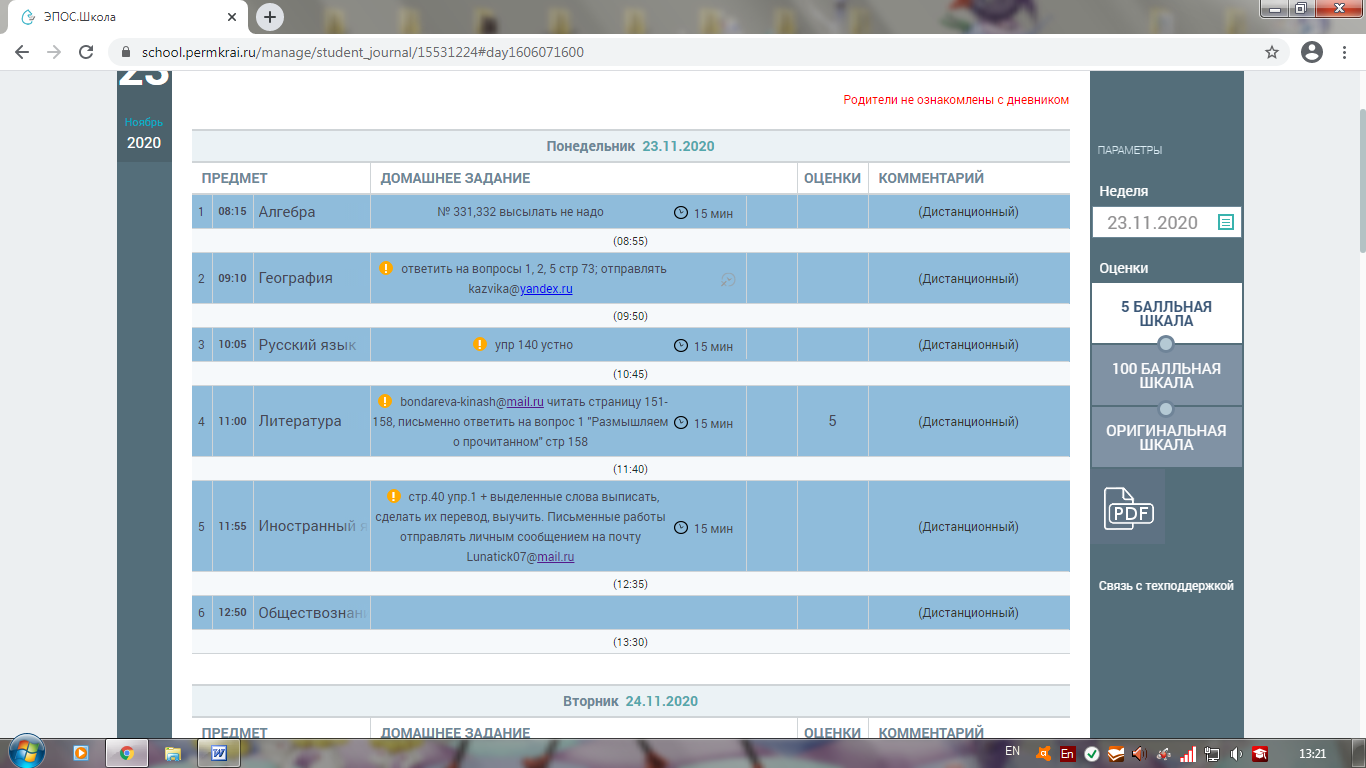 ЭПОС.Школа
school.permkrai.ru/manage/student_journal/15531224#day1606071600
23
Ноябрь
2020
Родители не ознакомлены с дневником
Понедельник 23.11.2020
ПРЕДМЕТ ДОМАШНЕЕ ЗАДАНИЕ ОЦЕНКИ КОММЕНТАРИЙ
1 08:15 Алгебра № 331,332 высылать не надо 15 мин (Дистанционный)
(08:55)
2 09:10 География ответить на вопросы 1, 2, 5 стр 73; отправлять
kazvika@yandex.ru (Дистанционный)
(09:50)
3 10:05 Русский язык упр 140 устно 15 мин (Дистанционный)
(10:45)
4 11:00 Литература bondareva-kinash@mail.ru читать страницу 151-
158, письменно ответить на вопрос 1 "Размышляем 15 мин 5 (Дистанционный)
о прочитанном" стр 158
(11:40)
5 11:55 Иностранный я стр.40 упр.1 + выделенные слова выписать,
сделать их перевод, выучить. Письменные работы 15 мин (Дистанционный)
отправлять личным сообщением на почту
Lunatick07@mail.ru
(12:35)
6 12:50 Обществознани (Дистанционный)
(13:30)
Вторник 24.11.2020
ПРЕДМЕТ ДОМАШНЕЕ ЗАДАНИЕ ОЦЕНКИ КОММЕНТАРИЙ
ПАРАМЕТРЫ
Неделя
23.11.2020
Оценки
5 БАЛЛЬНАЯ
ШКАЛА
100 БАЛЛЬНАЯ
ШКАЛА
ОРИГИНАЛЬНАЯ
ШКАЛА
PDF
Связь с техподдержкой
EN
En
13:21